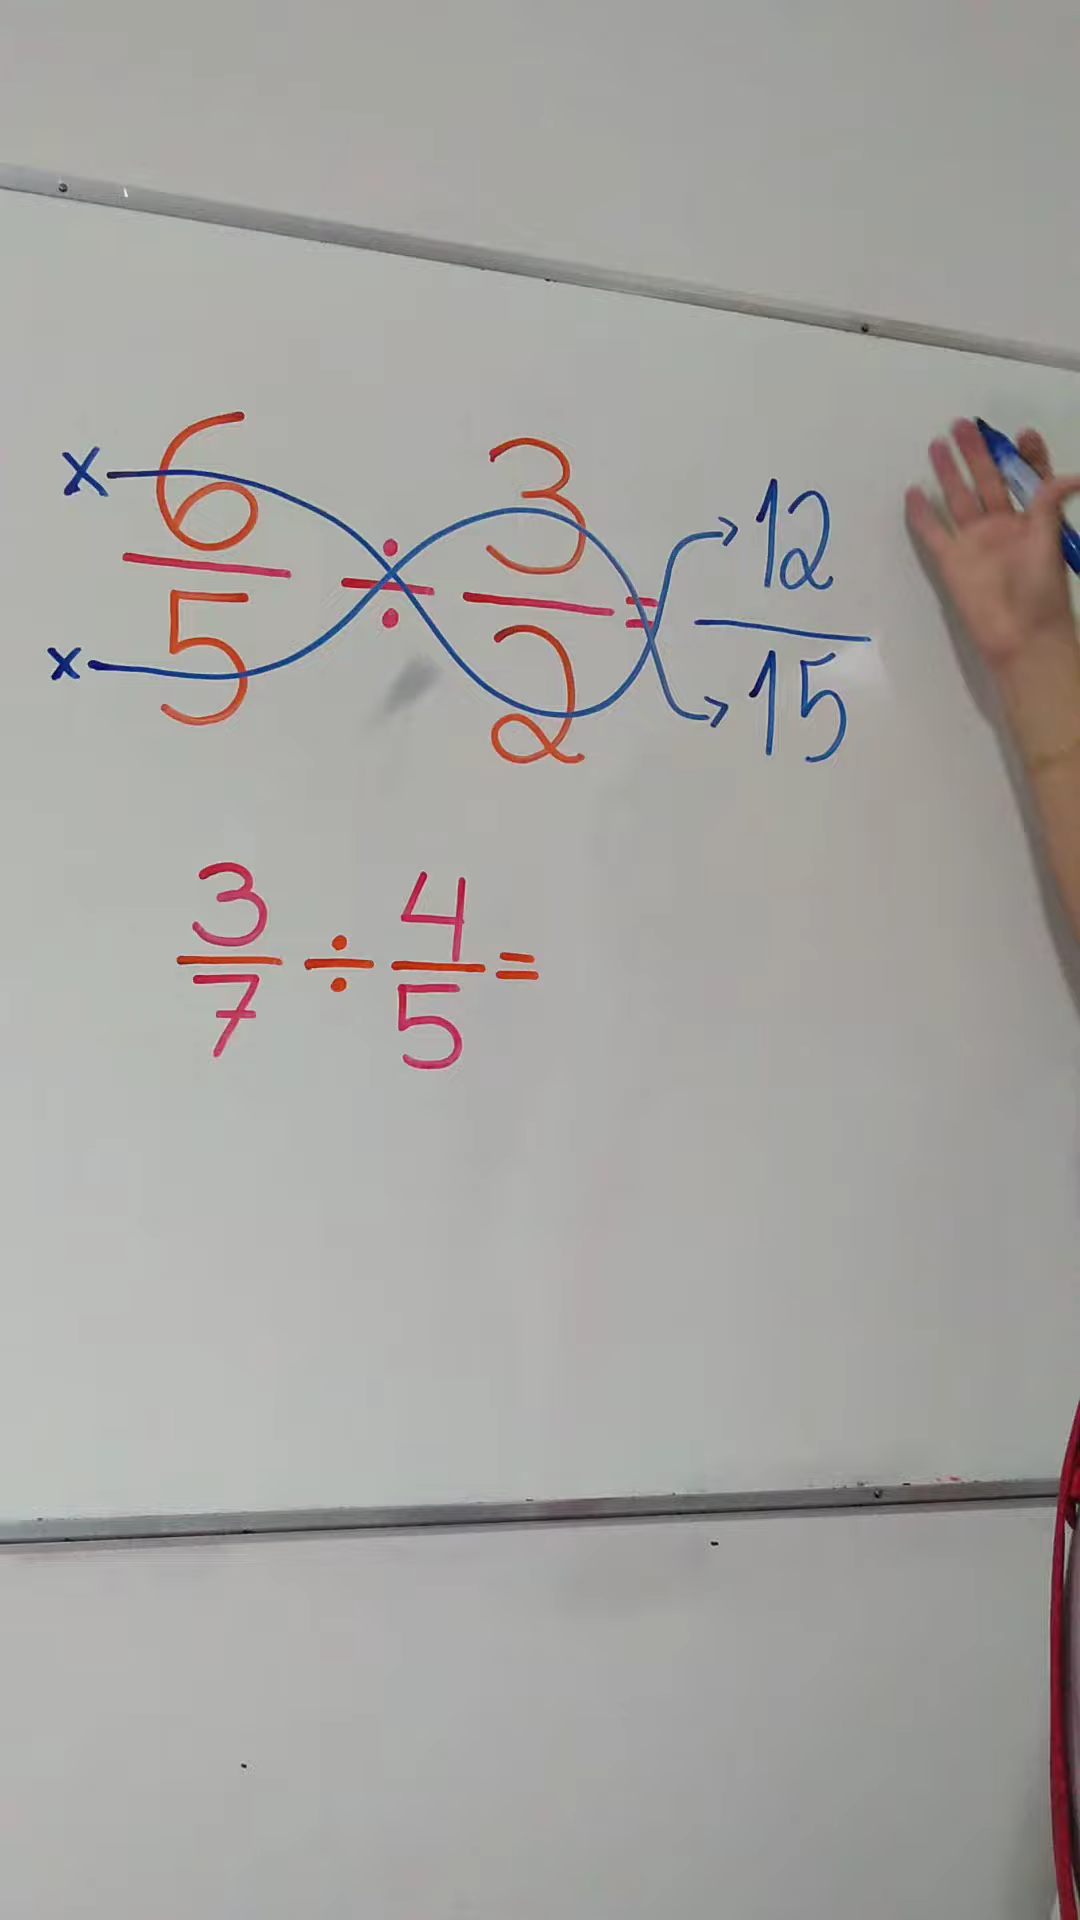 x 6/5 ÷ 3/2 = 12/15
x
3/7 ÷ 4/5 =